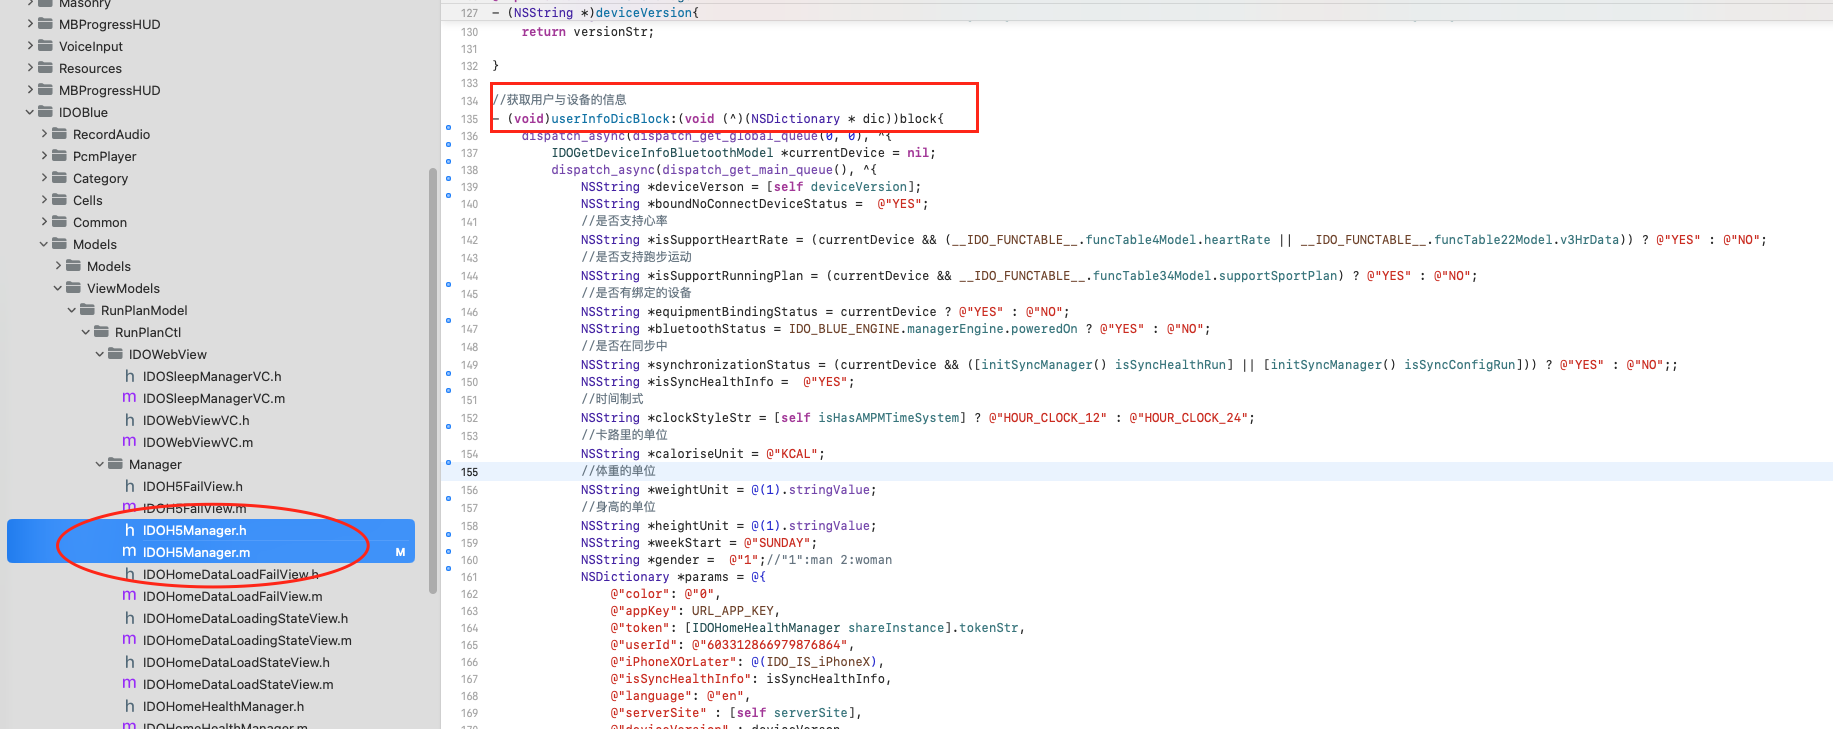 Masonry
MBProgressHUD
VoiceInput
Resources
MBProgressHUD
IDOBlue
RecordAudio
PcmPlayer
Category
Cells
Common
Models
Models
ViewModels
RunPlanModel
RunPlanCtl
IDOWebView
h IDOSleepManagerVC.h
m IDOSleepManagerVC.m
h IDOWebViewVC.h
m IDOWebViewVC.m
Manager
h IDOH5FailView.h
m IDOH5FailView.m
h IDOH5Manager.h
m IDOH5Manager.m M
h IDOHomeDataLoadFailView.h
m IDOHomeDataLoadFailView.m
h IDOHomeDataLoadingStateView.h
m IDOHomeDataLoadingStateView.m
h IDOHomeDataLoadStateView.h
m IDOHomeDataLoadStateView.m
h IDOHomeHealthManager.h
m IDOHomeHealthManager.m
127 - (NSString *)deviceVersion{
130 return versionStr;
131
132 }
133
134 //获取用户与设备的信息
135 - (void)userInfoDicBlock:(void (^)(NSDictionary * dic))block{
136 dispatch_async(dispatch_get_global_queue(0, 0), ^{
137 IDOGetDeviceInfoBluetoothModel *currentDevice = nil;
138 dispatch_async(dispatch_get_main_queue(), ^{
139 NSString *deviceVerson = [self deviceVersion];
140 NSString *boundNoConnectDeviceStatus =  @"YES";
141 //是否支持心率
142 NSString *isSupportHeartRate = (currentDevice && (__IDO_FUNCTABLE__.funcTable4Model.heartRate || __IDO_FUNCTABLE__.funcTable22Model.v3HrData)) ? @"YES" : @"NO";
143 //是否支持跑步运动
144 NSString *isSupportRunningPlan = (currentDevice && __IDO_FUNCTABLE__.funcTable34Model.supportSportPlan) ? @"YES" : @"NO";
145 //是否有绑定的设备
146 NSString *equipmentBindingStatus = currentDevice ? @"YES" : @"NO";
147 NSString *bluetoothStatus = IDO_BLUE_ENGINE.managerEngine.poweredOn ? @"YES" : @"NO";
148 //是否在同步中
149 NSString *synchronizationStatus = (currentDevice && ([initSyncManager() isSyncHealthRun] || [initSyncManager() isSyncConfigRun])) ? @"YES" : @"NO";;
150 NSString *isSyncHealthInfo =  @"YES";
151 //时间制式
152 NSString *clockStyleStr = [self isHasAMPMTimeSystem] ? @"HOUR_CLOCK_12" : @"HOUR_CLOCK_24";
153 //卡路里的单位
154 NSString *caloriseUnit = @"KCAL";
155 //体重的单位
156 NSString *weightUnit = @(1).stringValue;
157 //身高的单位
158 NSString *heightUnit = @(1).stringValue;
159 NSString *weekStart = @"SUNDAY";
160 NSString *gender =  @"1";//"1":man 2:woman
161 NSDictionary *params = @{
162 @"color": @"0",
163 @"appKey": URL_APP_KEY,
164 @"token": [IDOHomeHealthManager shareInstance].tokenStr,
165 @"userId": @"603312866979876864",
166 @"iPhoneXOrLater": @(IDO_IS_iPhoneX),
167 @"isSyncHealthInfo": isSyncHealthInfo,
168 @"language": @"en",
169 @"serverSite" : [self serverSite],
170 @"deviceVersion" : deviceVerson,